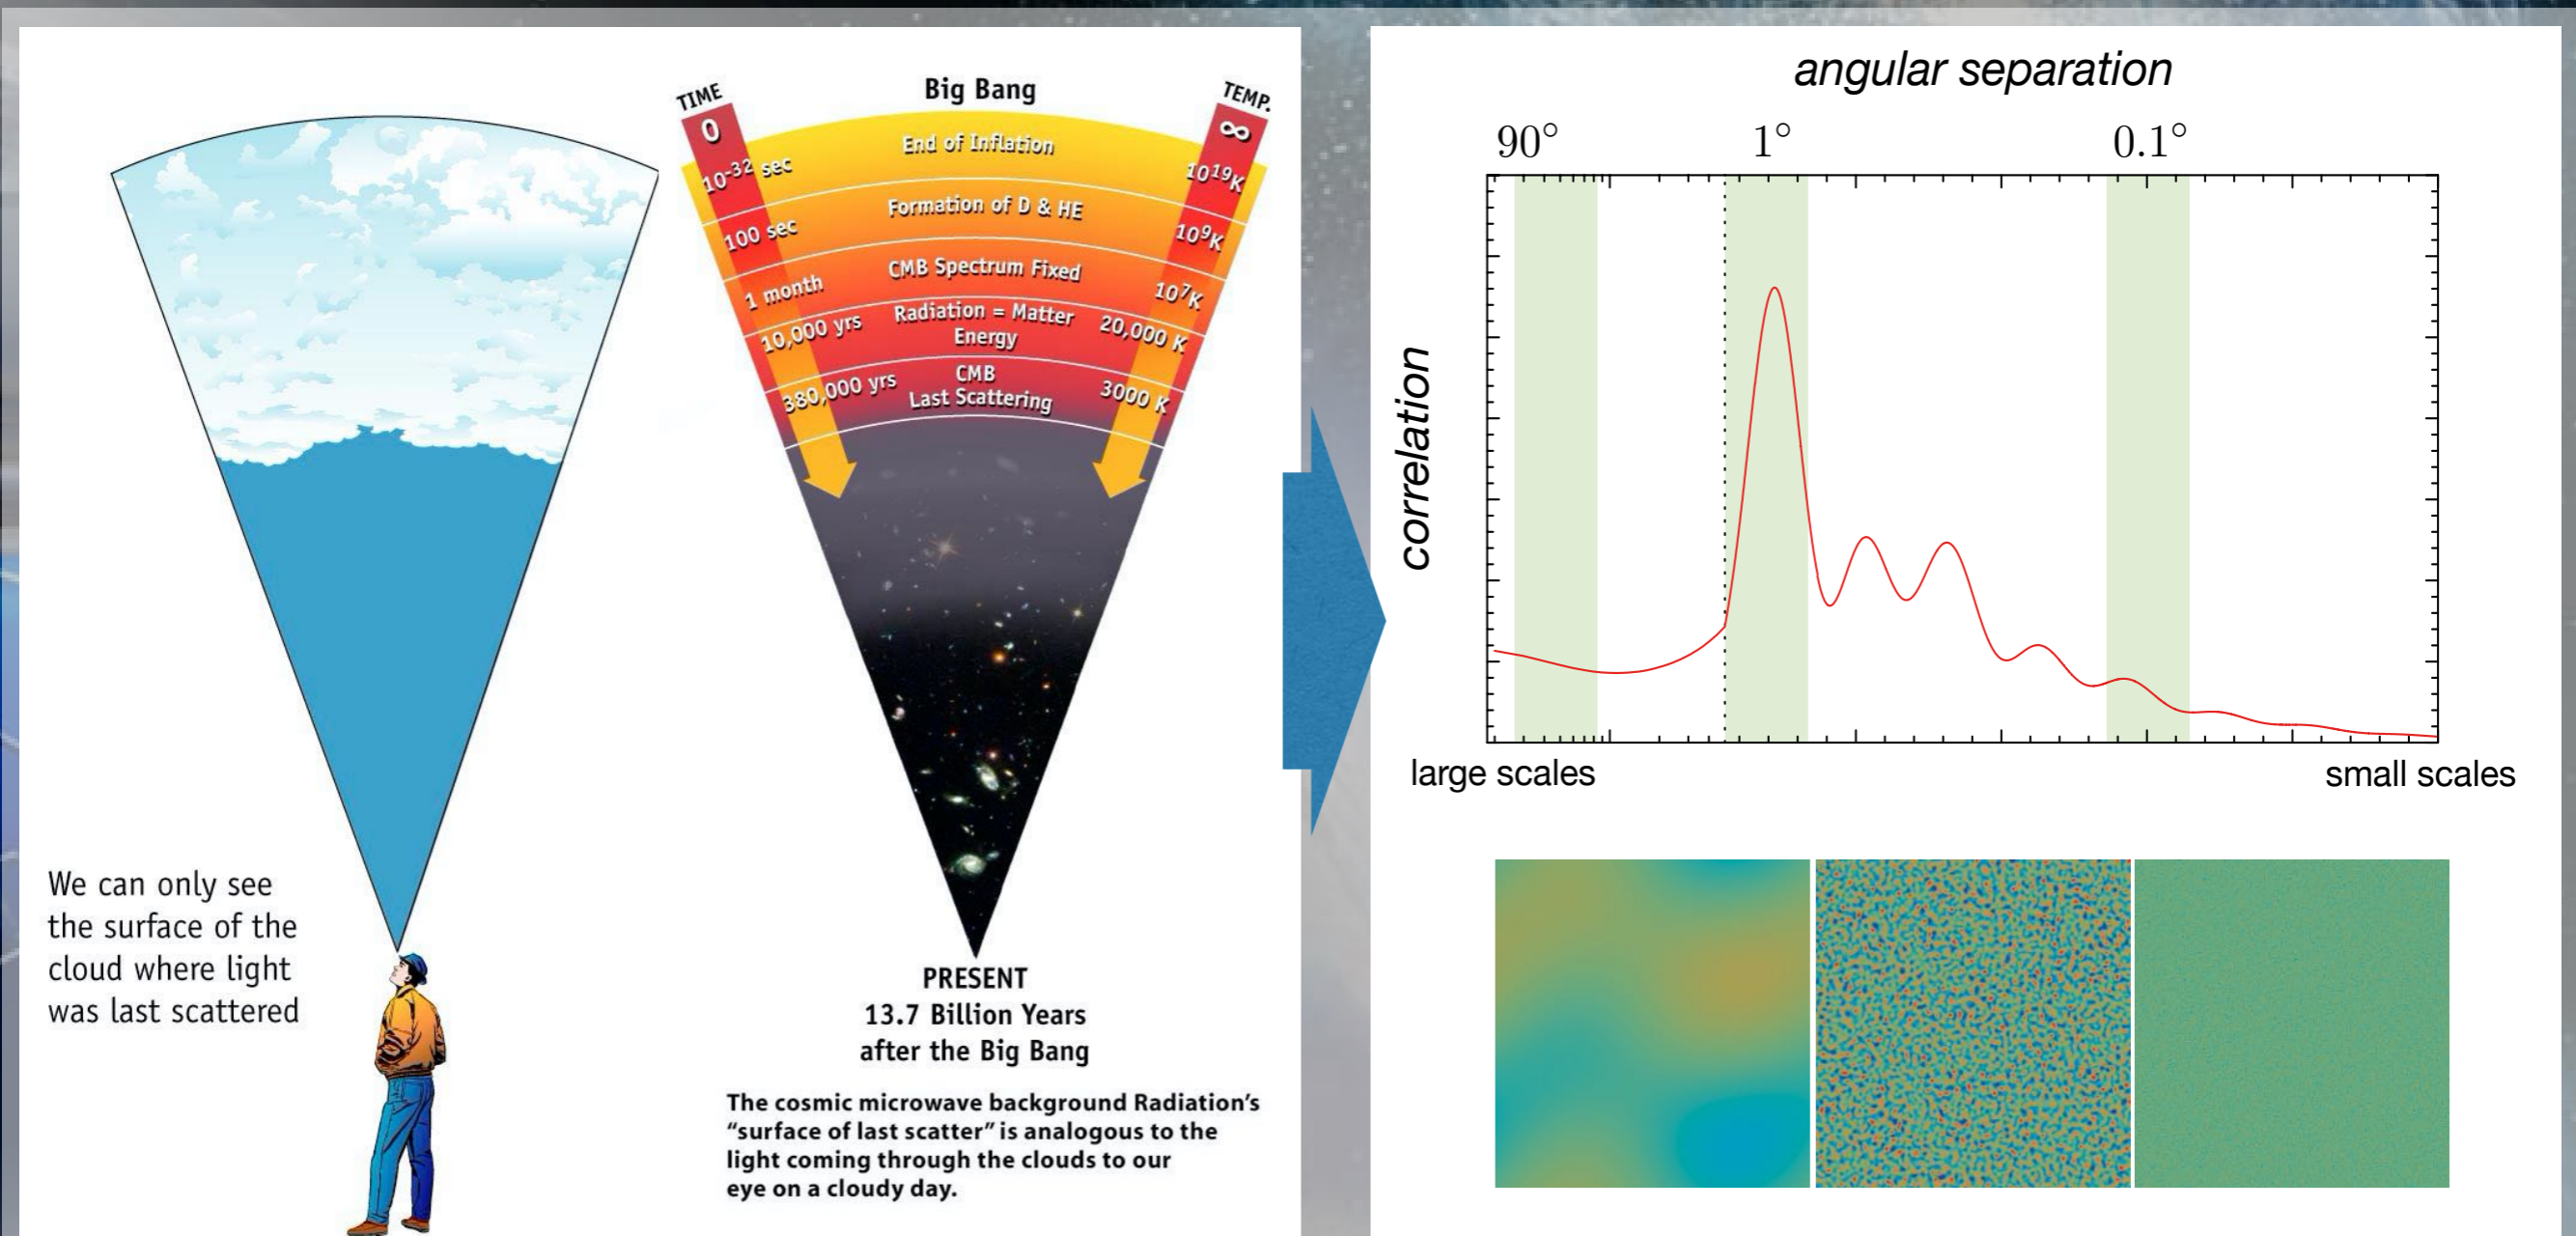 We can only see
the surface of the
cloud where light
was last scattered
TIME
Big Bang
TEMP.
0
∞
End of Inflation
10⁻³² sec
10¹⁹K
Formation of D & HE
100 sec
10⁹K
CMB Spectrum Fixed
1 month
10⁷K
Radiation = Matter
Energy
10,000 yrs
20,000 K
CMB
Last Scattering
380,000 yrs
3000 K
PRESENT
13.7 Billion Years
after the Big Bang
The cosmic microwave background Radiation’s
“surface of last scatter” is analogous to the
light coming through the clouds to our
eye on a cloudy day.
angular separation
90° 1° 0.1°
correlation
large scales small scales